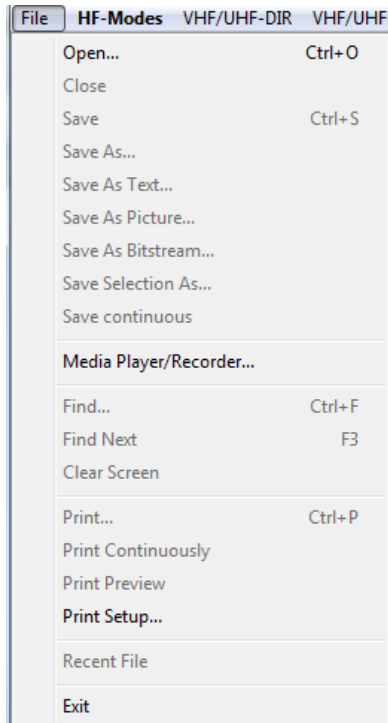 File HF-Modes VHF/UHF-DIR VHF/UHF
Open... Ctrl+O
Close
Save Ctrl+S
Save As...
Save As Text...
Save As Picture...
Save As Bitstream...
Save Selection As...
Save continuous
Media Player/Recorder...
Find... Ctrl+F
Find Next F3
Clear Screen
Print... Ctrl+P
Print Continuously
Print Preview
Print Setup...
Recent File
Exit